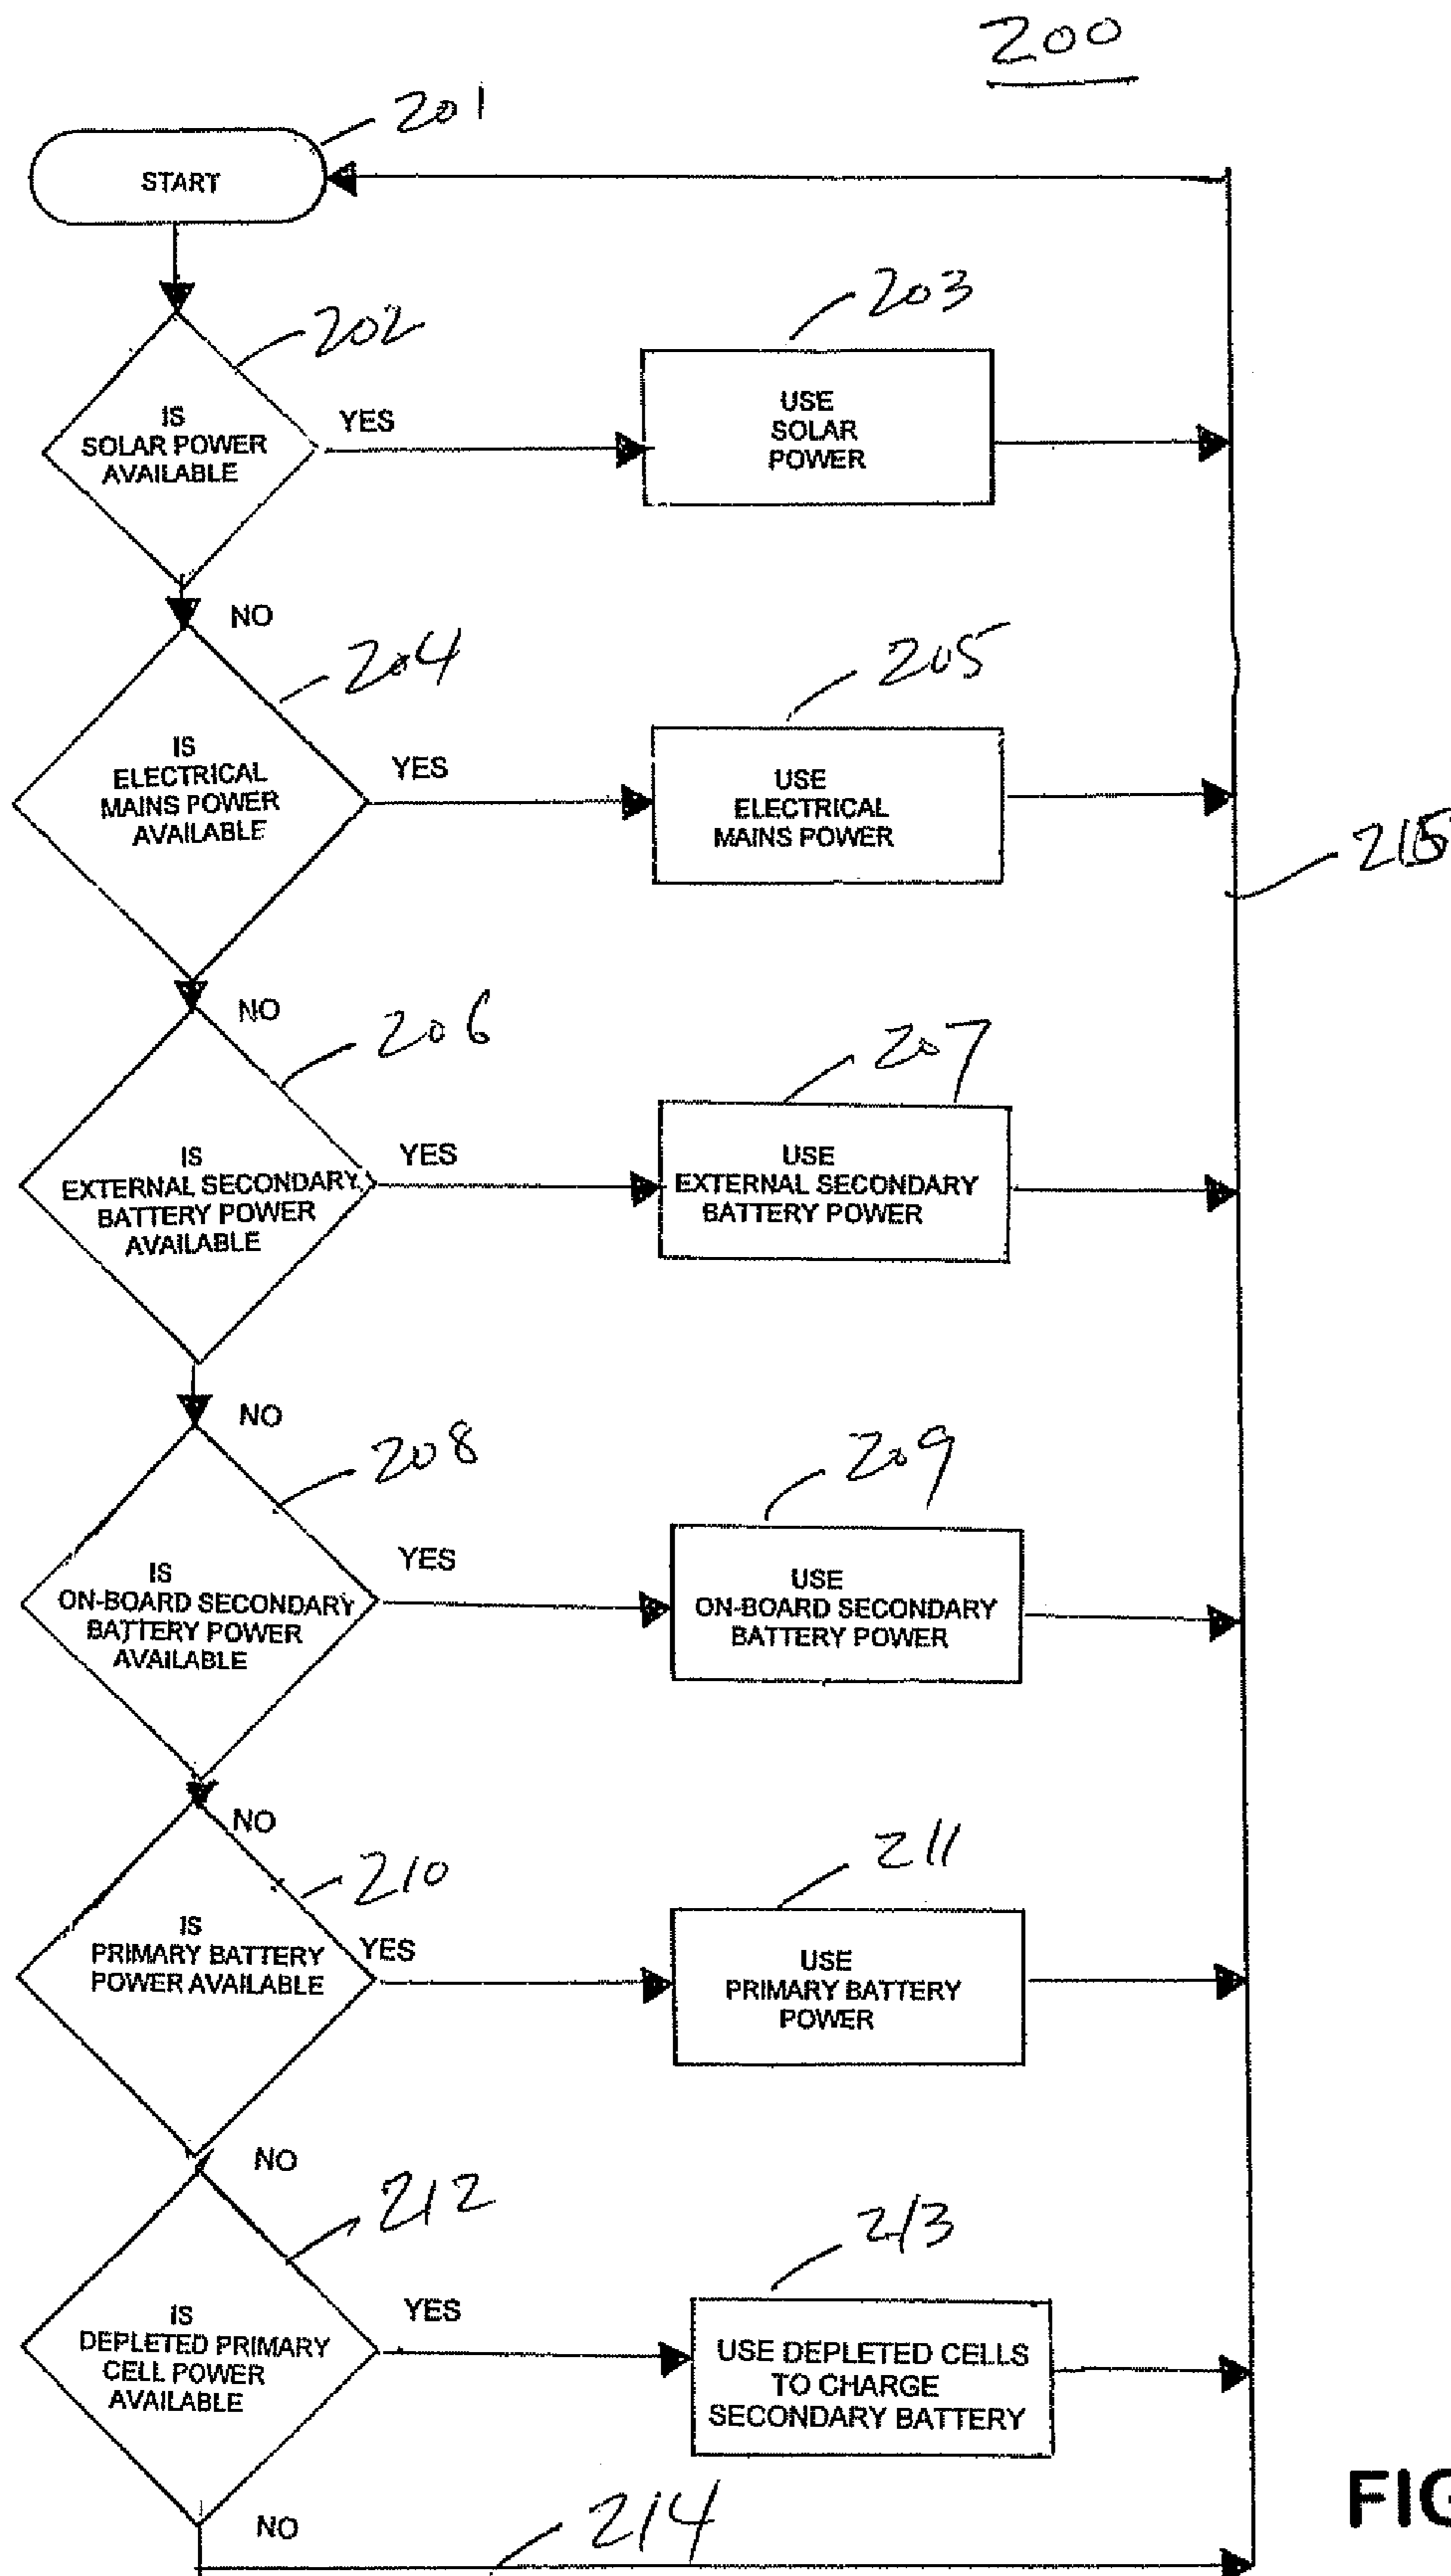 200
201
START
202
203
IS
SOLAR POWER
AVAILABLE
YES
USE
SOLAR
POWER
NO
204
205
IS
ELECTRICAL
MAINS POWER
AVAILABLE
YES
USE
ELECTRICAL
MAINS POWER
215
NO
206
207
IS
EXTERNAL SECONDARY
BATTERY POWER
AVAILABLE
YES
USE
EXTERNAL SECONDARY
BATTERY POWER
NO
208
209
IS
ON-BOARD SECONDARY
BATTERY POWER
AVAILABLE
YES
USE
ON-BOARD SECONDARY
BATTERY POWER
NO
210
211
IS
PRIMARY BATTERY
POWER AVAILABLE
YES
USE
PRIMARY BATTERY
POWER
NO
212
213
IS
DEPLETED PRIMARY
CELL POWER
AVAILABLE
YES
USE DEPLETED CELLS
TO CHARGE
SECONDARY BATTERY
NO
214
FIG